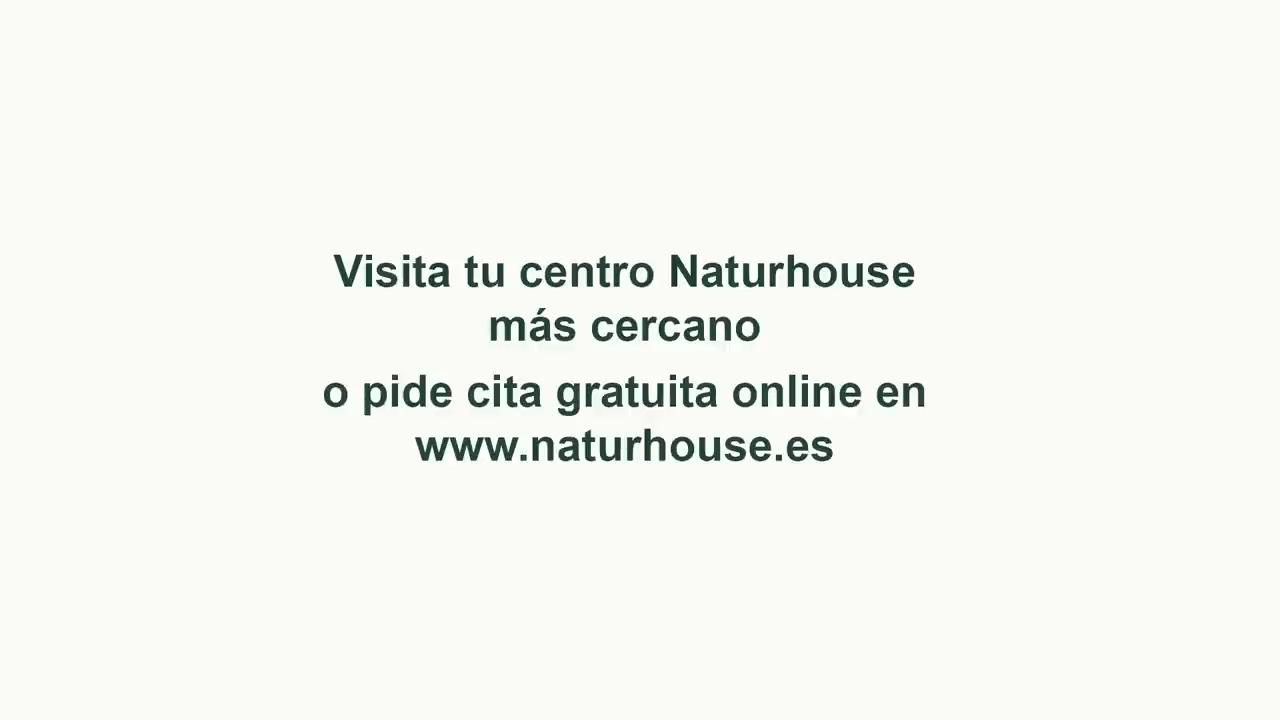 Visita tu centro Naturhouse
más cercano
o pide cita gratuita online en
www.naturhouse.es